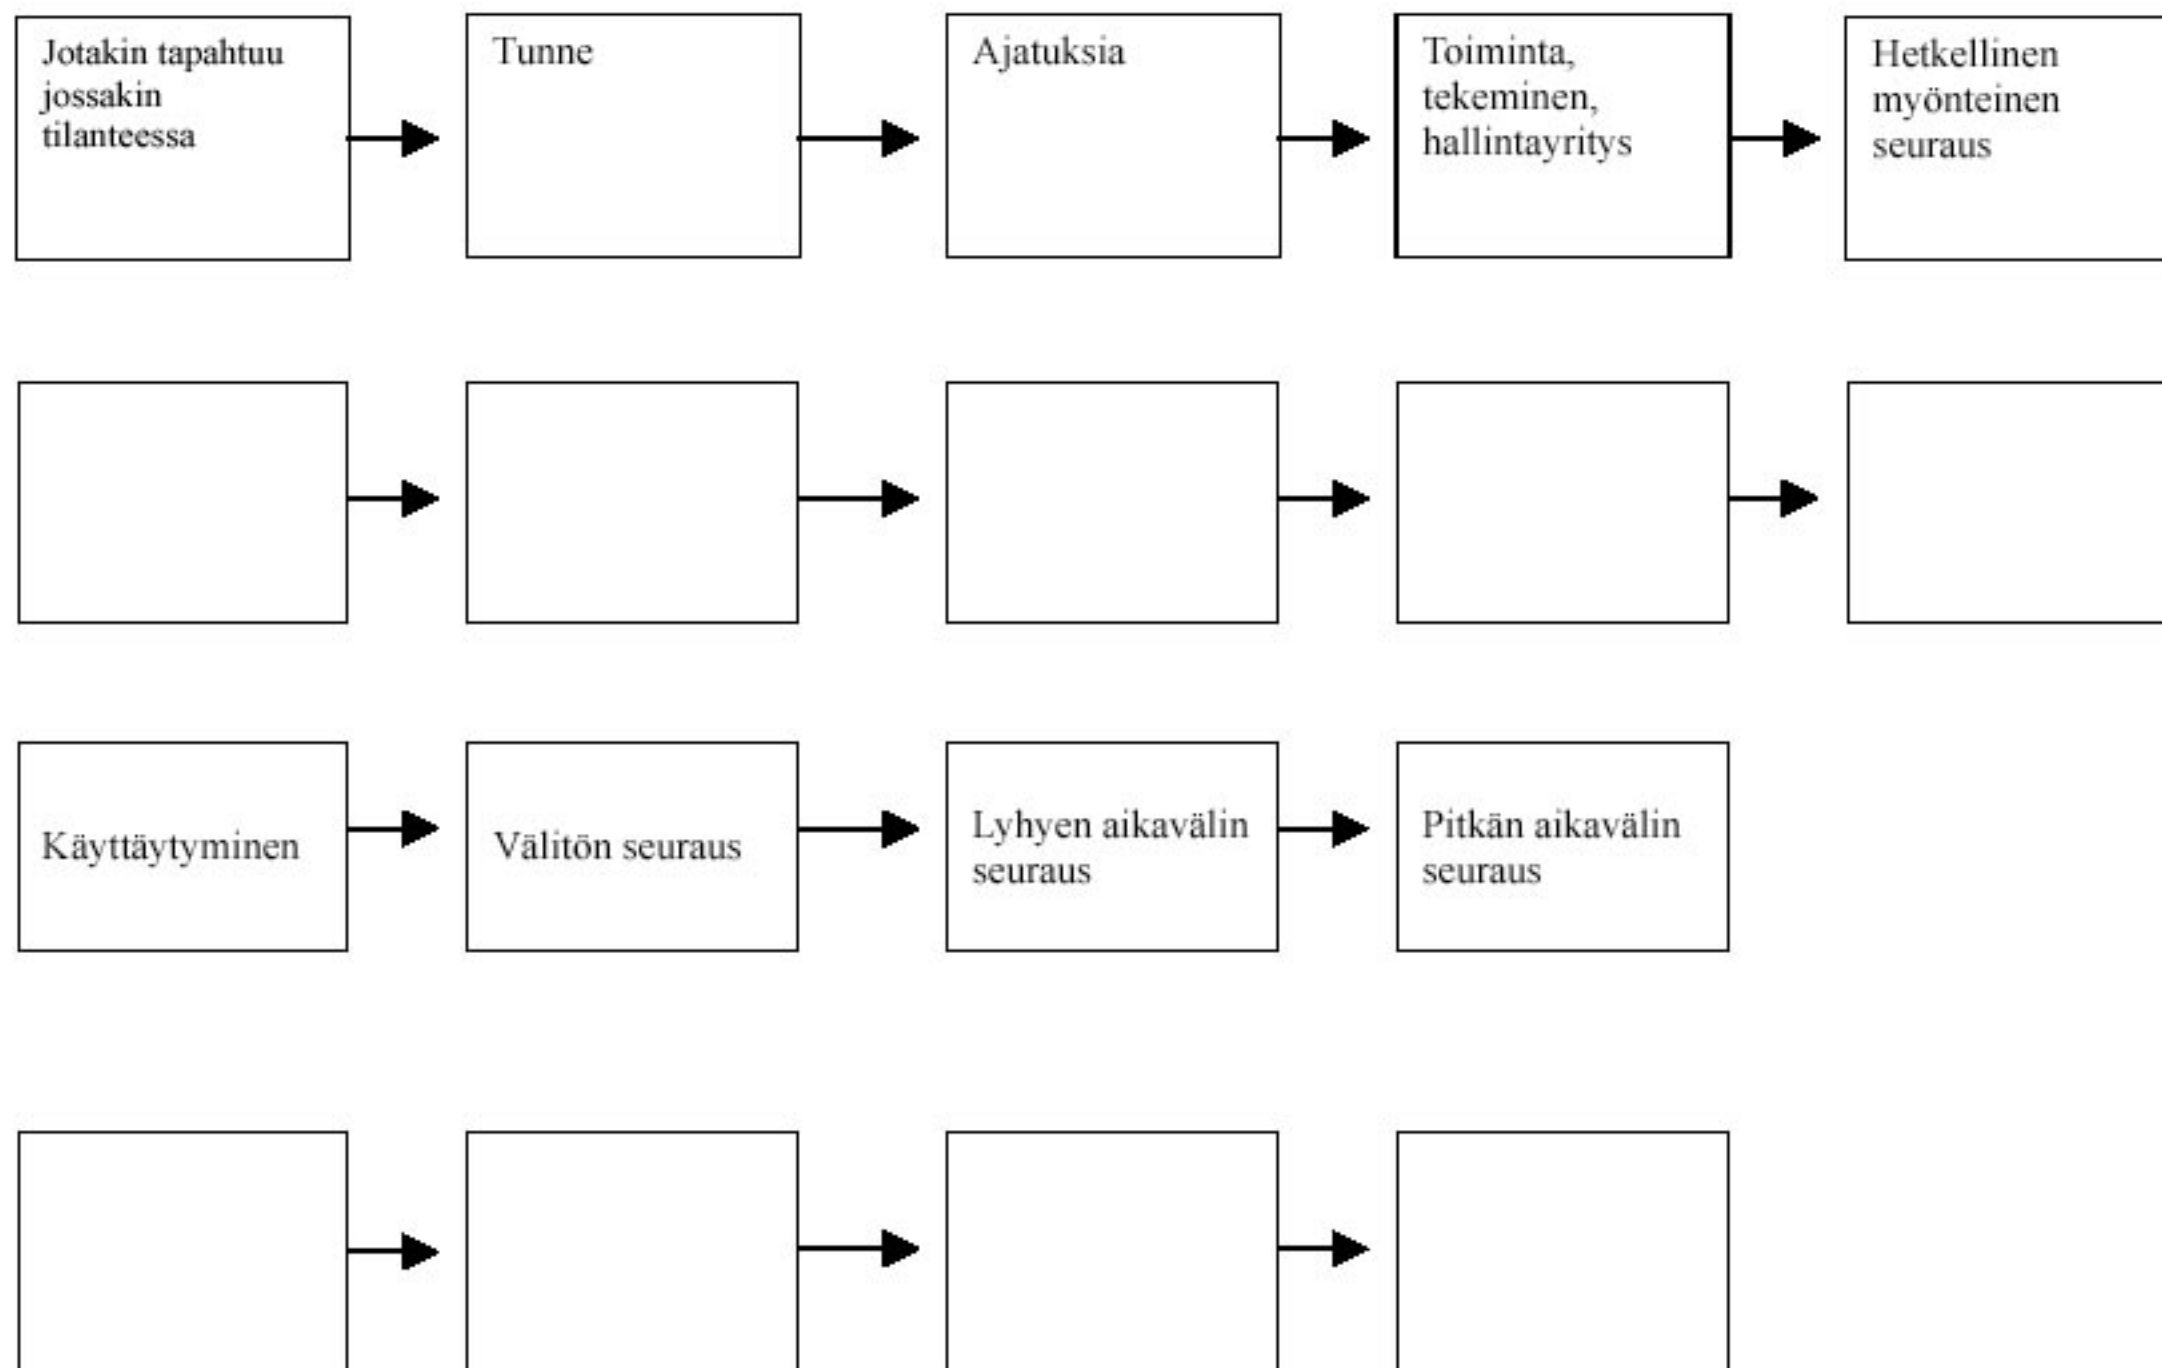 Jotakin tapahtuu
jossakin
tilanteessa
Tunne
Ajatuksia
Toiminta,
tekeminen,
hallintayritys
Hetkellinen
myönteinen
seuraus
Käyttäytyminen
Välitön seuraus
Lyhyen aikavälin
seuraus
Pitkän aikavälin
seuraus